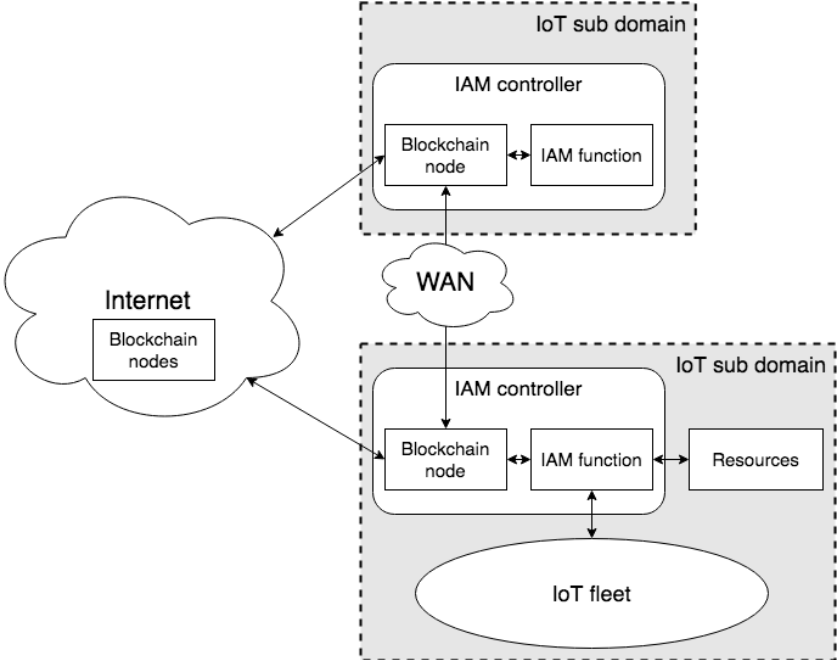 IoT sub domain
IAM controller
Blockchain
node
IAM function
WAN
Internet
Blockchain
nodes
IoT sub domain
IAM controller
Blockchain
node
IAM function
Resources
IoT fleet